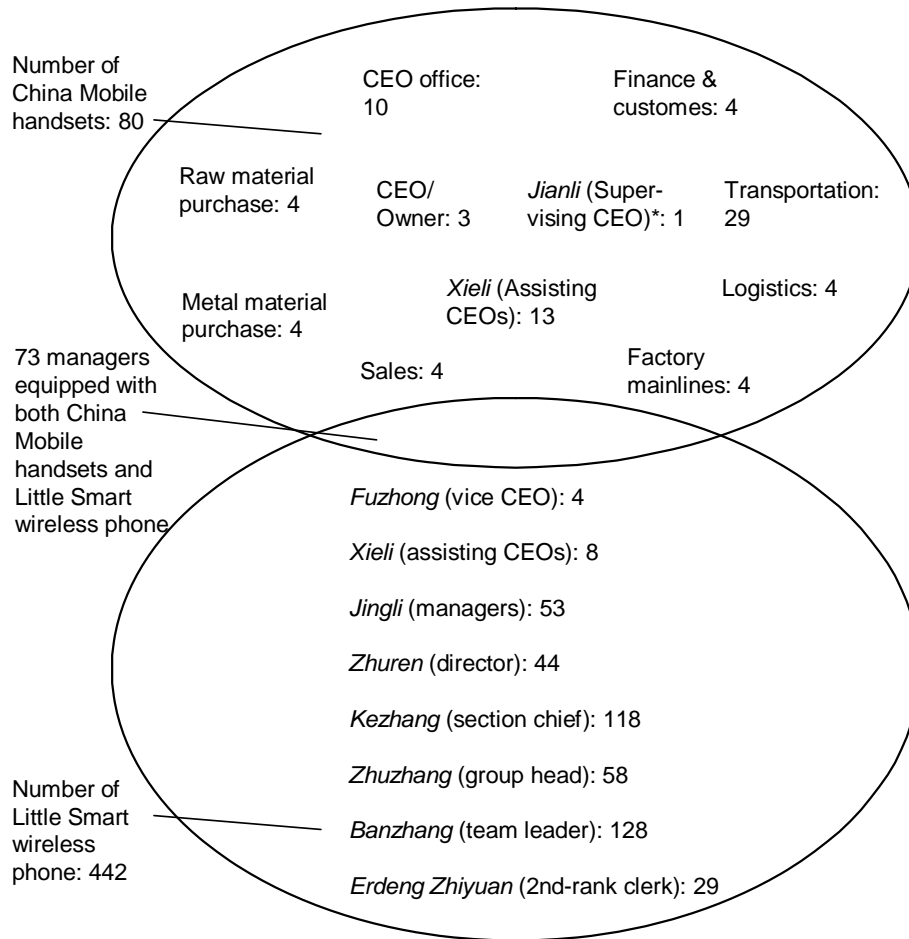 Number of
China Mobile
handsets: 80
CEO office:
10
Finance &
customes: 4
Raw material
purchase: 4
CEO/
Owner: 3
Jianli (Super-
vising CEO)*: 1
Transportation:
29
Metal material
purchase: 4
Xieli (Assisting
CEOs): 13
Logistics: 4
Sales: 4
Factory
mainlines: 4
73 managers
equipped with
both China
Mobile
handsets and
Little Smart
wireless phone
Fuzhong (vice CEO): 4
Xieli (assisting CEOs): 8
Jingli (managers): 53
Zhuren (director): 44
Kezhang (section chief): 118
Zhuzhang (group head): 58
Banzhang (team leader): 128
Erdeng Zhiyuan (2nd-rank clerk): 29
Number of
Little Smart
wireless
phone: 442